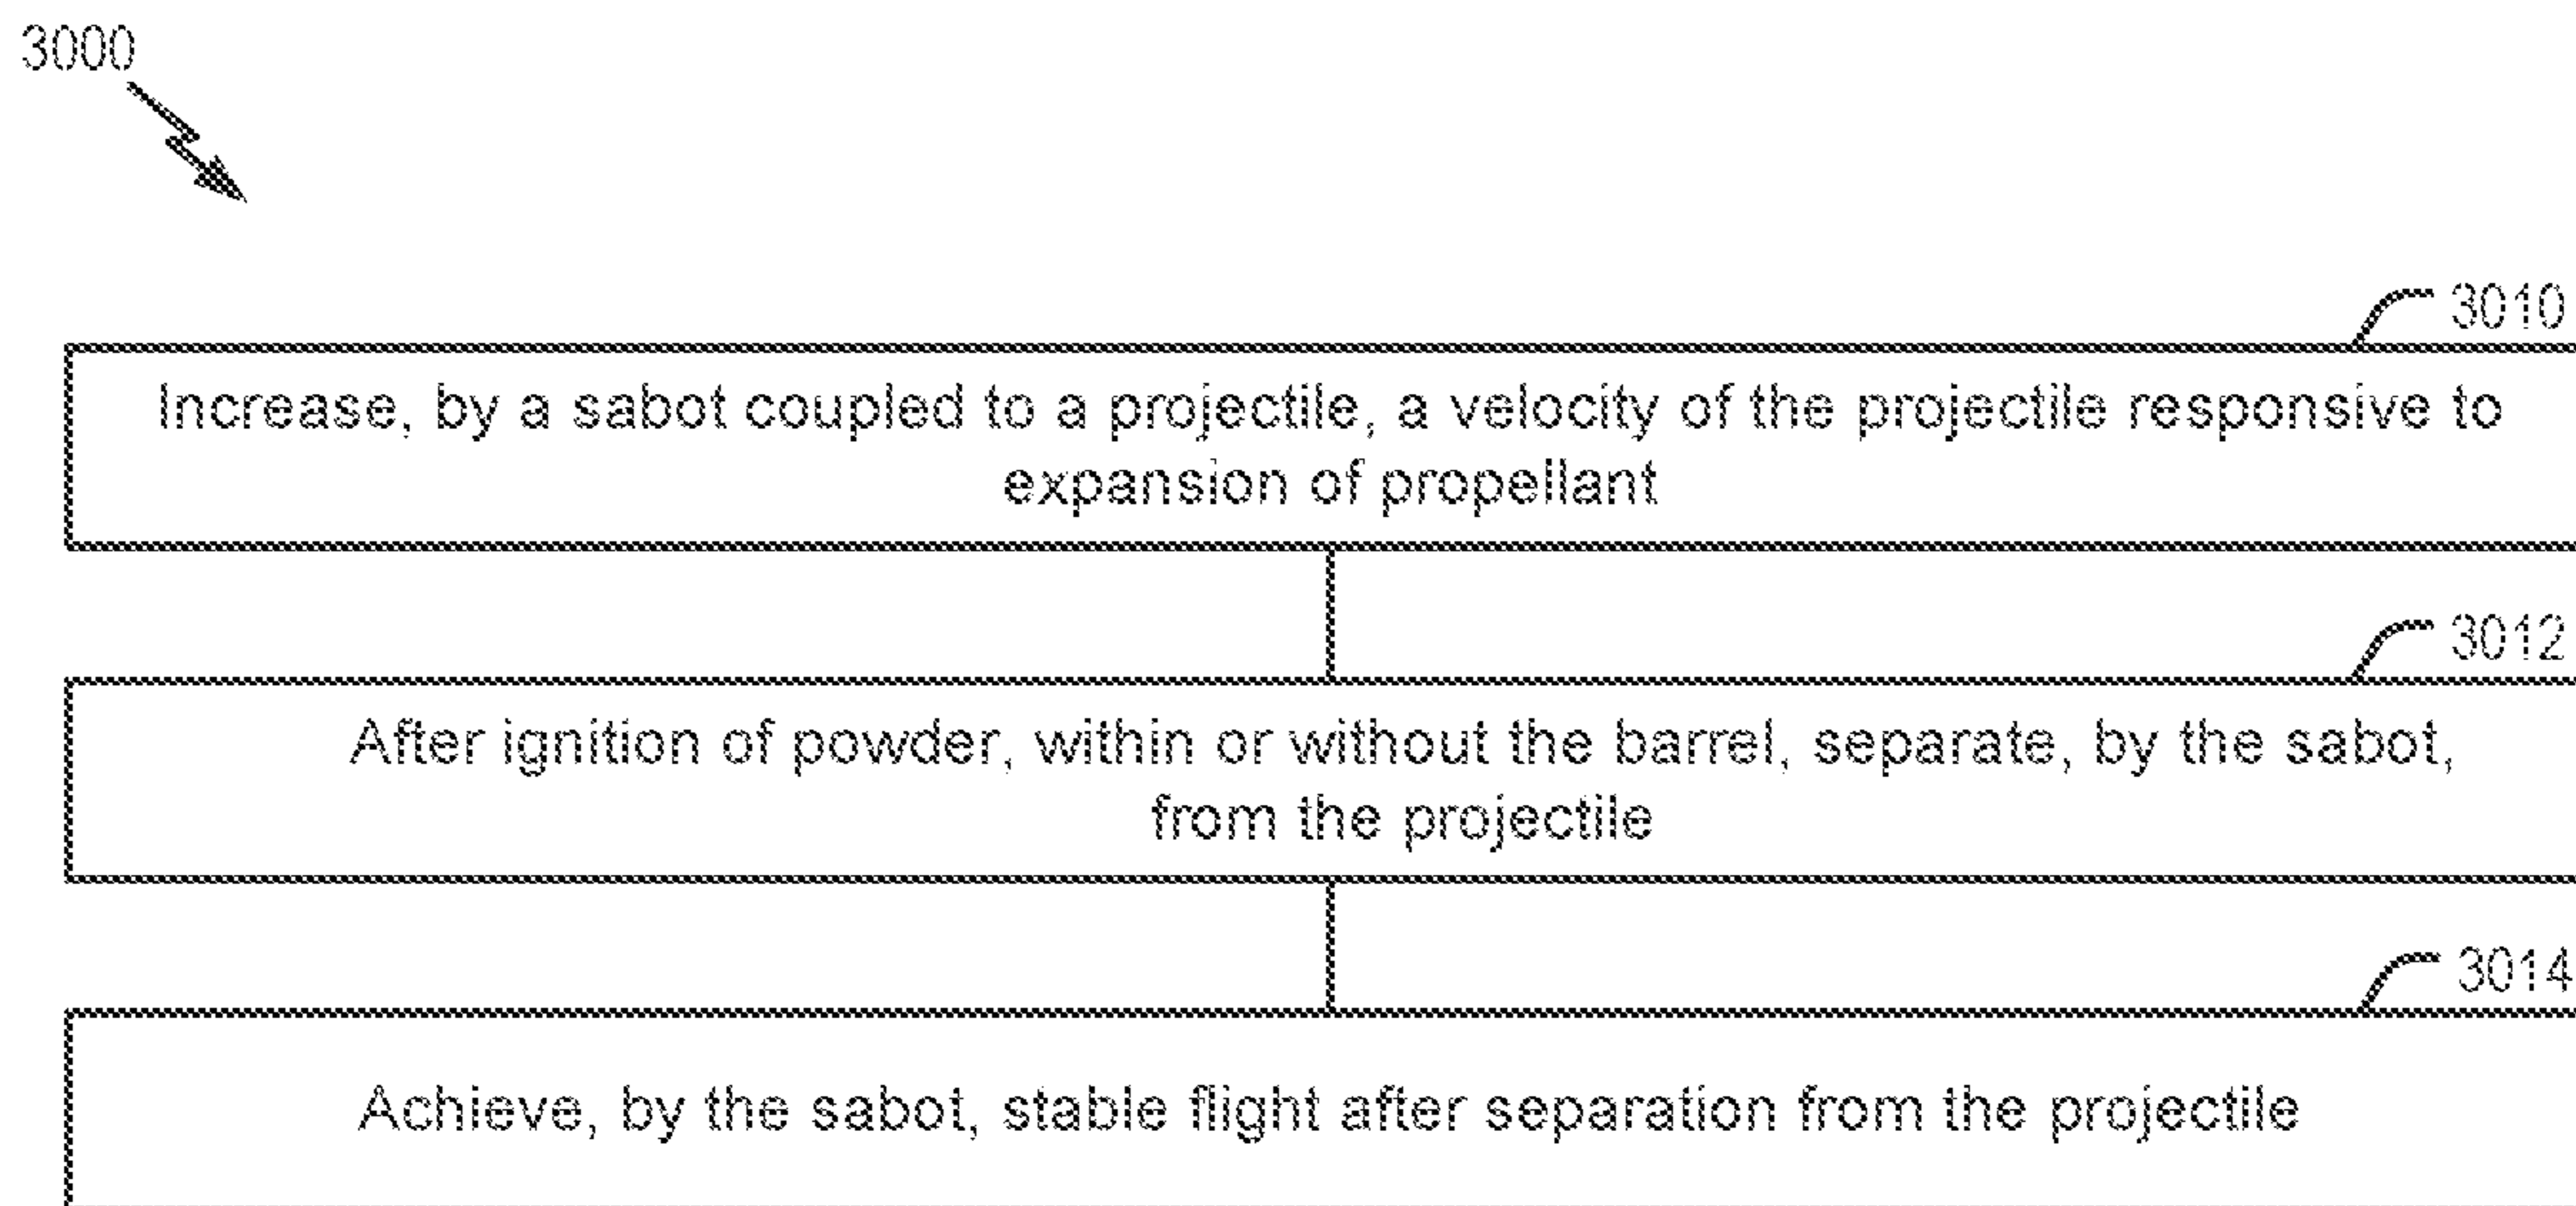 3000
3010
Increase, by a sabot coupled to a projectile, a velocity of the projectile responsive to
expansion of propellant
3012
After ignition of powder, within or without the barrel, separate, by the sabot,
from the projectile
3014
Achieve, by the sabot, stable flight after separation from the projectile